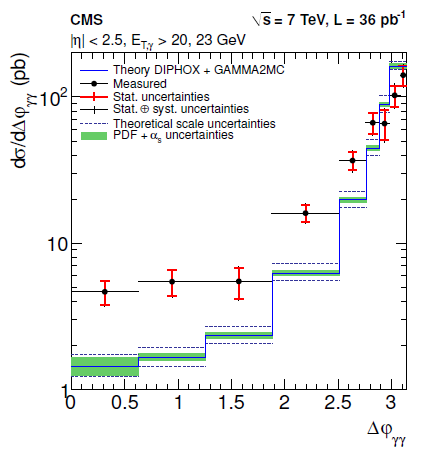 CMS √s = 7 TeV, L = 36 pb⁻¹
|η| < 2.5, E_T,γ > 20, 23 GeV
dσ/dΔφ_γγ (pb)
Theory DIPHOX + GAMMA2MC
Measured
Stat. uncertainties
Stat. ⊕ syst. uncertainties
Theoretical scale uncertainties
PDF + α_s uncertainties
10²
10
1
0 0.5 1 1.5 2 2.5 3
Δφ_γγ